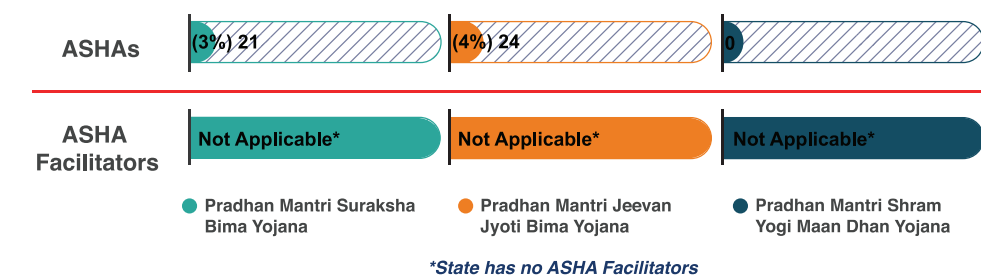 ASHAs
(3%) 21
(4%) 24
0
ASHA
Facilitators
Not Applicable*
Not Applicable*
Not Applicable*
Pradhan Mantri Suraksha
Bima Yojana
Pradhan Mantri Jeevan
Jyoti Bima Yojana
Pradhan Mantri Shram
Yogi Maan Dhan Yojana
*State has no ASHA Facilitators